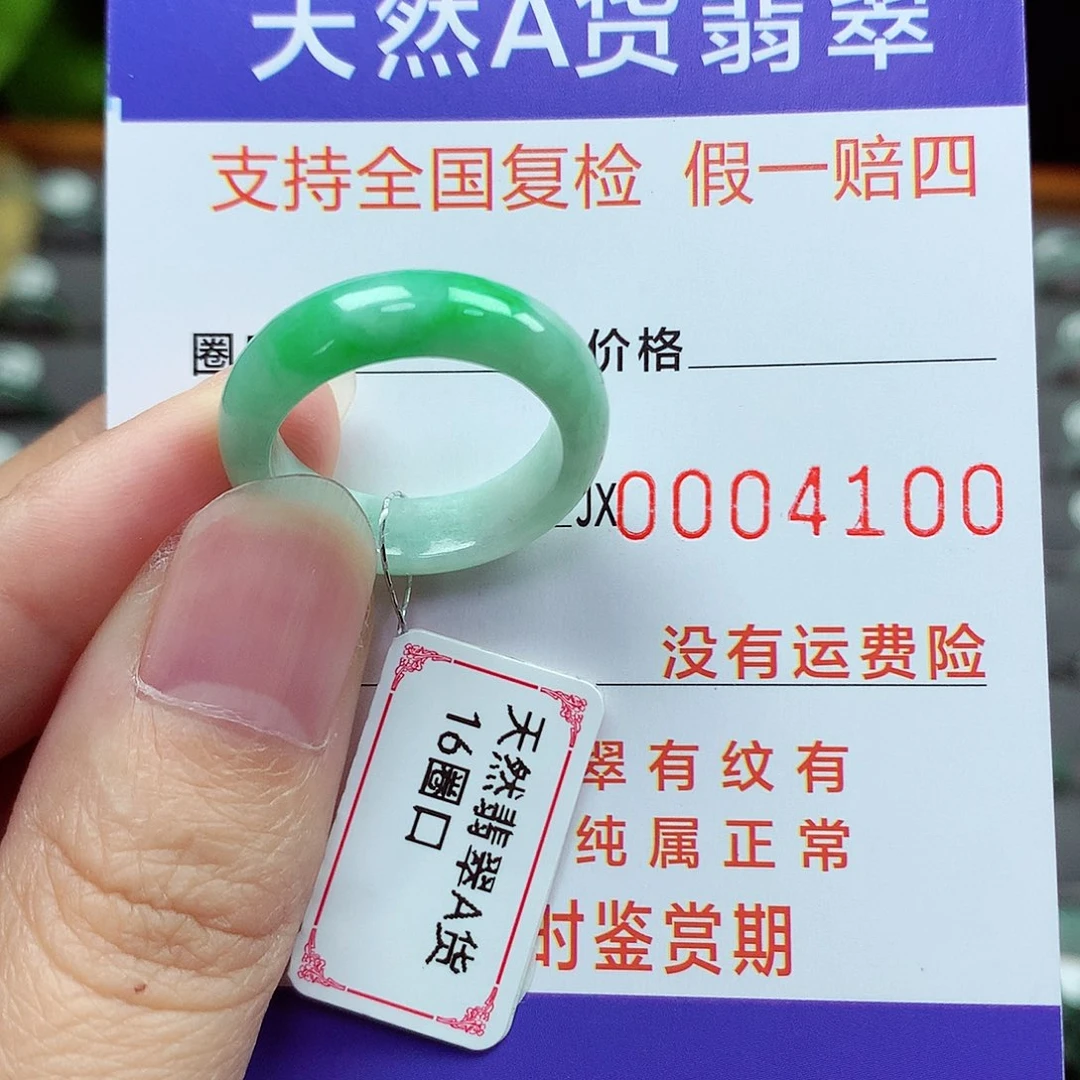 天然A货翡翠
支持全国复检 假一赔四
圈 价格
JX0004100
没有运费险
翠有纹有
纯属正常
时鉴赏期
天然翡翠A货
16圈口